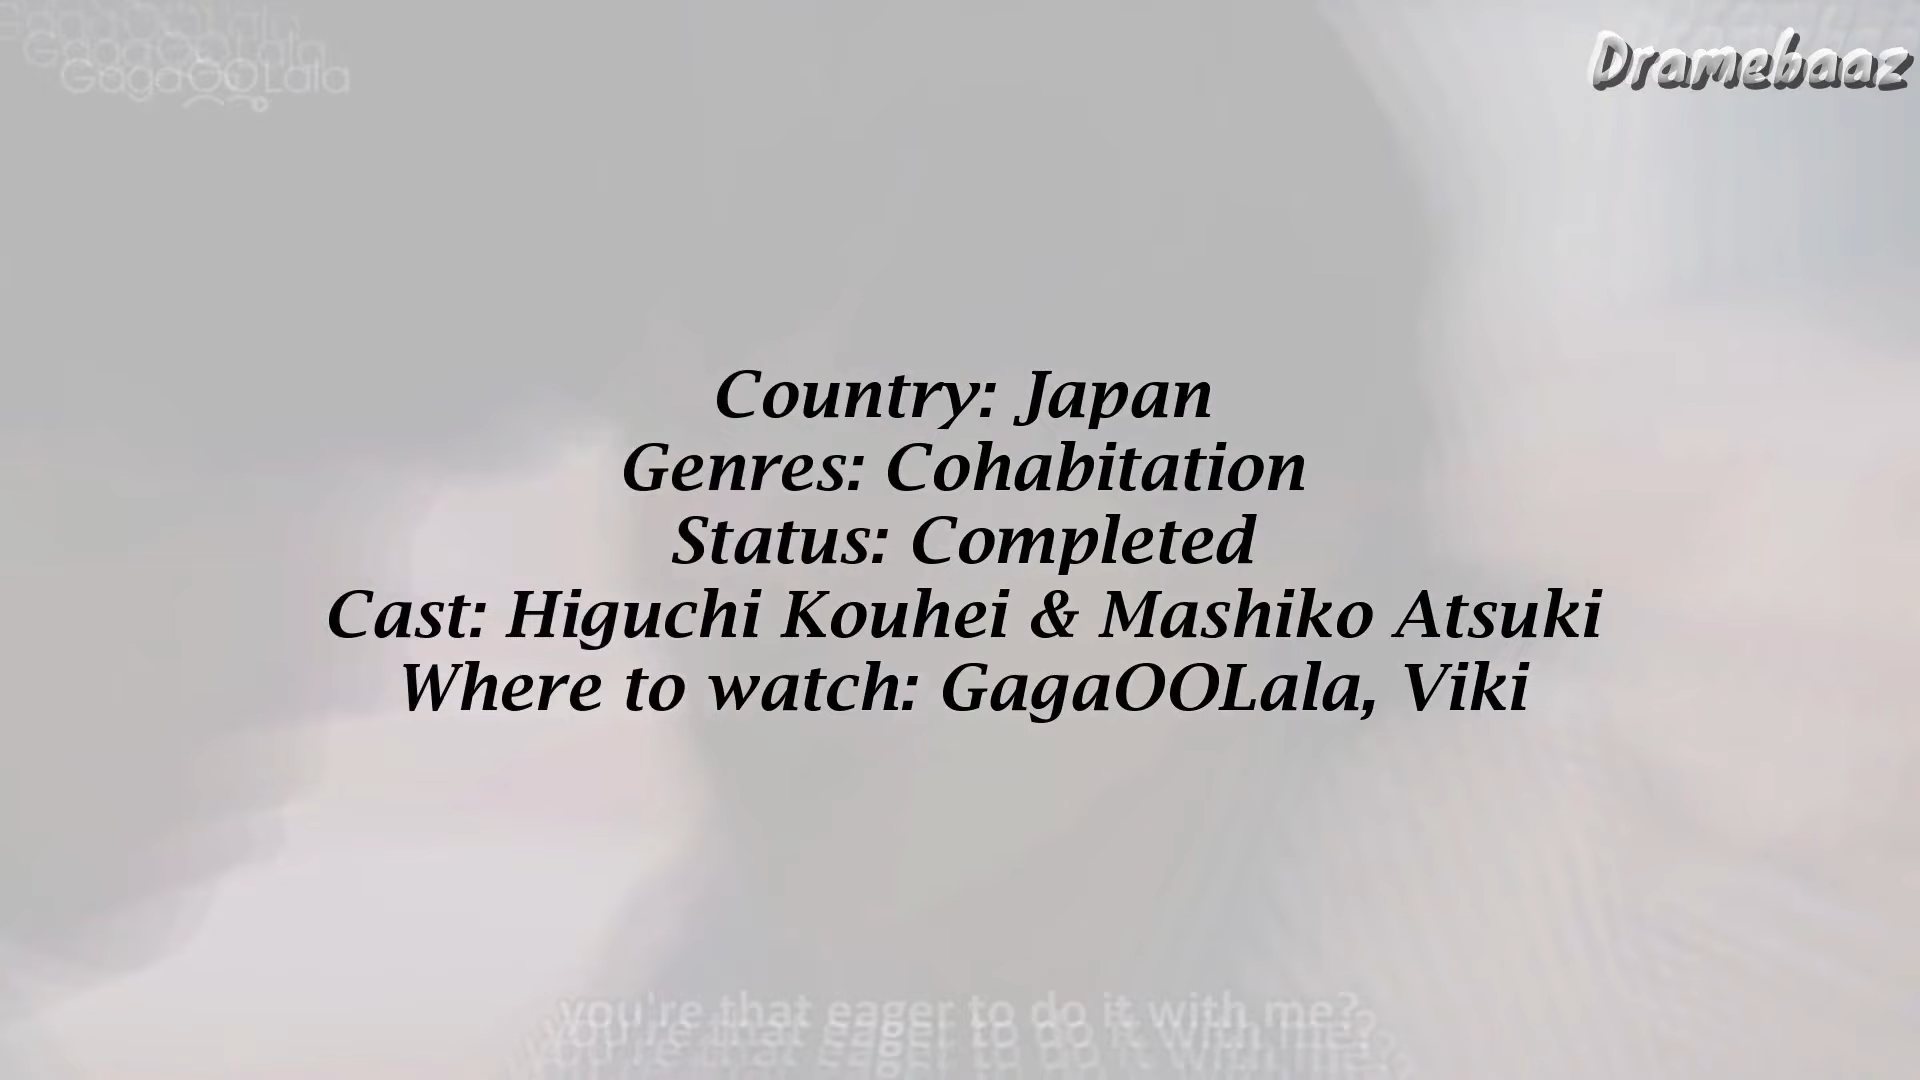 GagaOOLala
Dramebaaz
Country: Japan
Genres: Cohabitation
Status: Completed
Cast: Higuchi Kouhei & Mashiko Atsuki
Where to watch: GagaOOLala, Viki
you're that eager to do it with me?